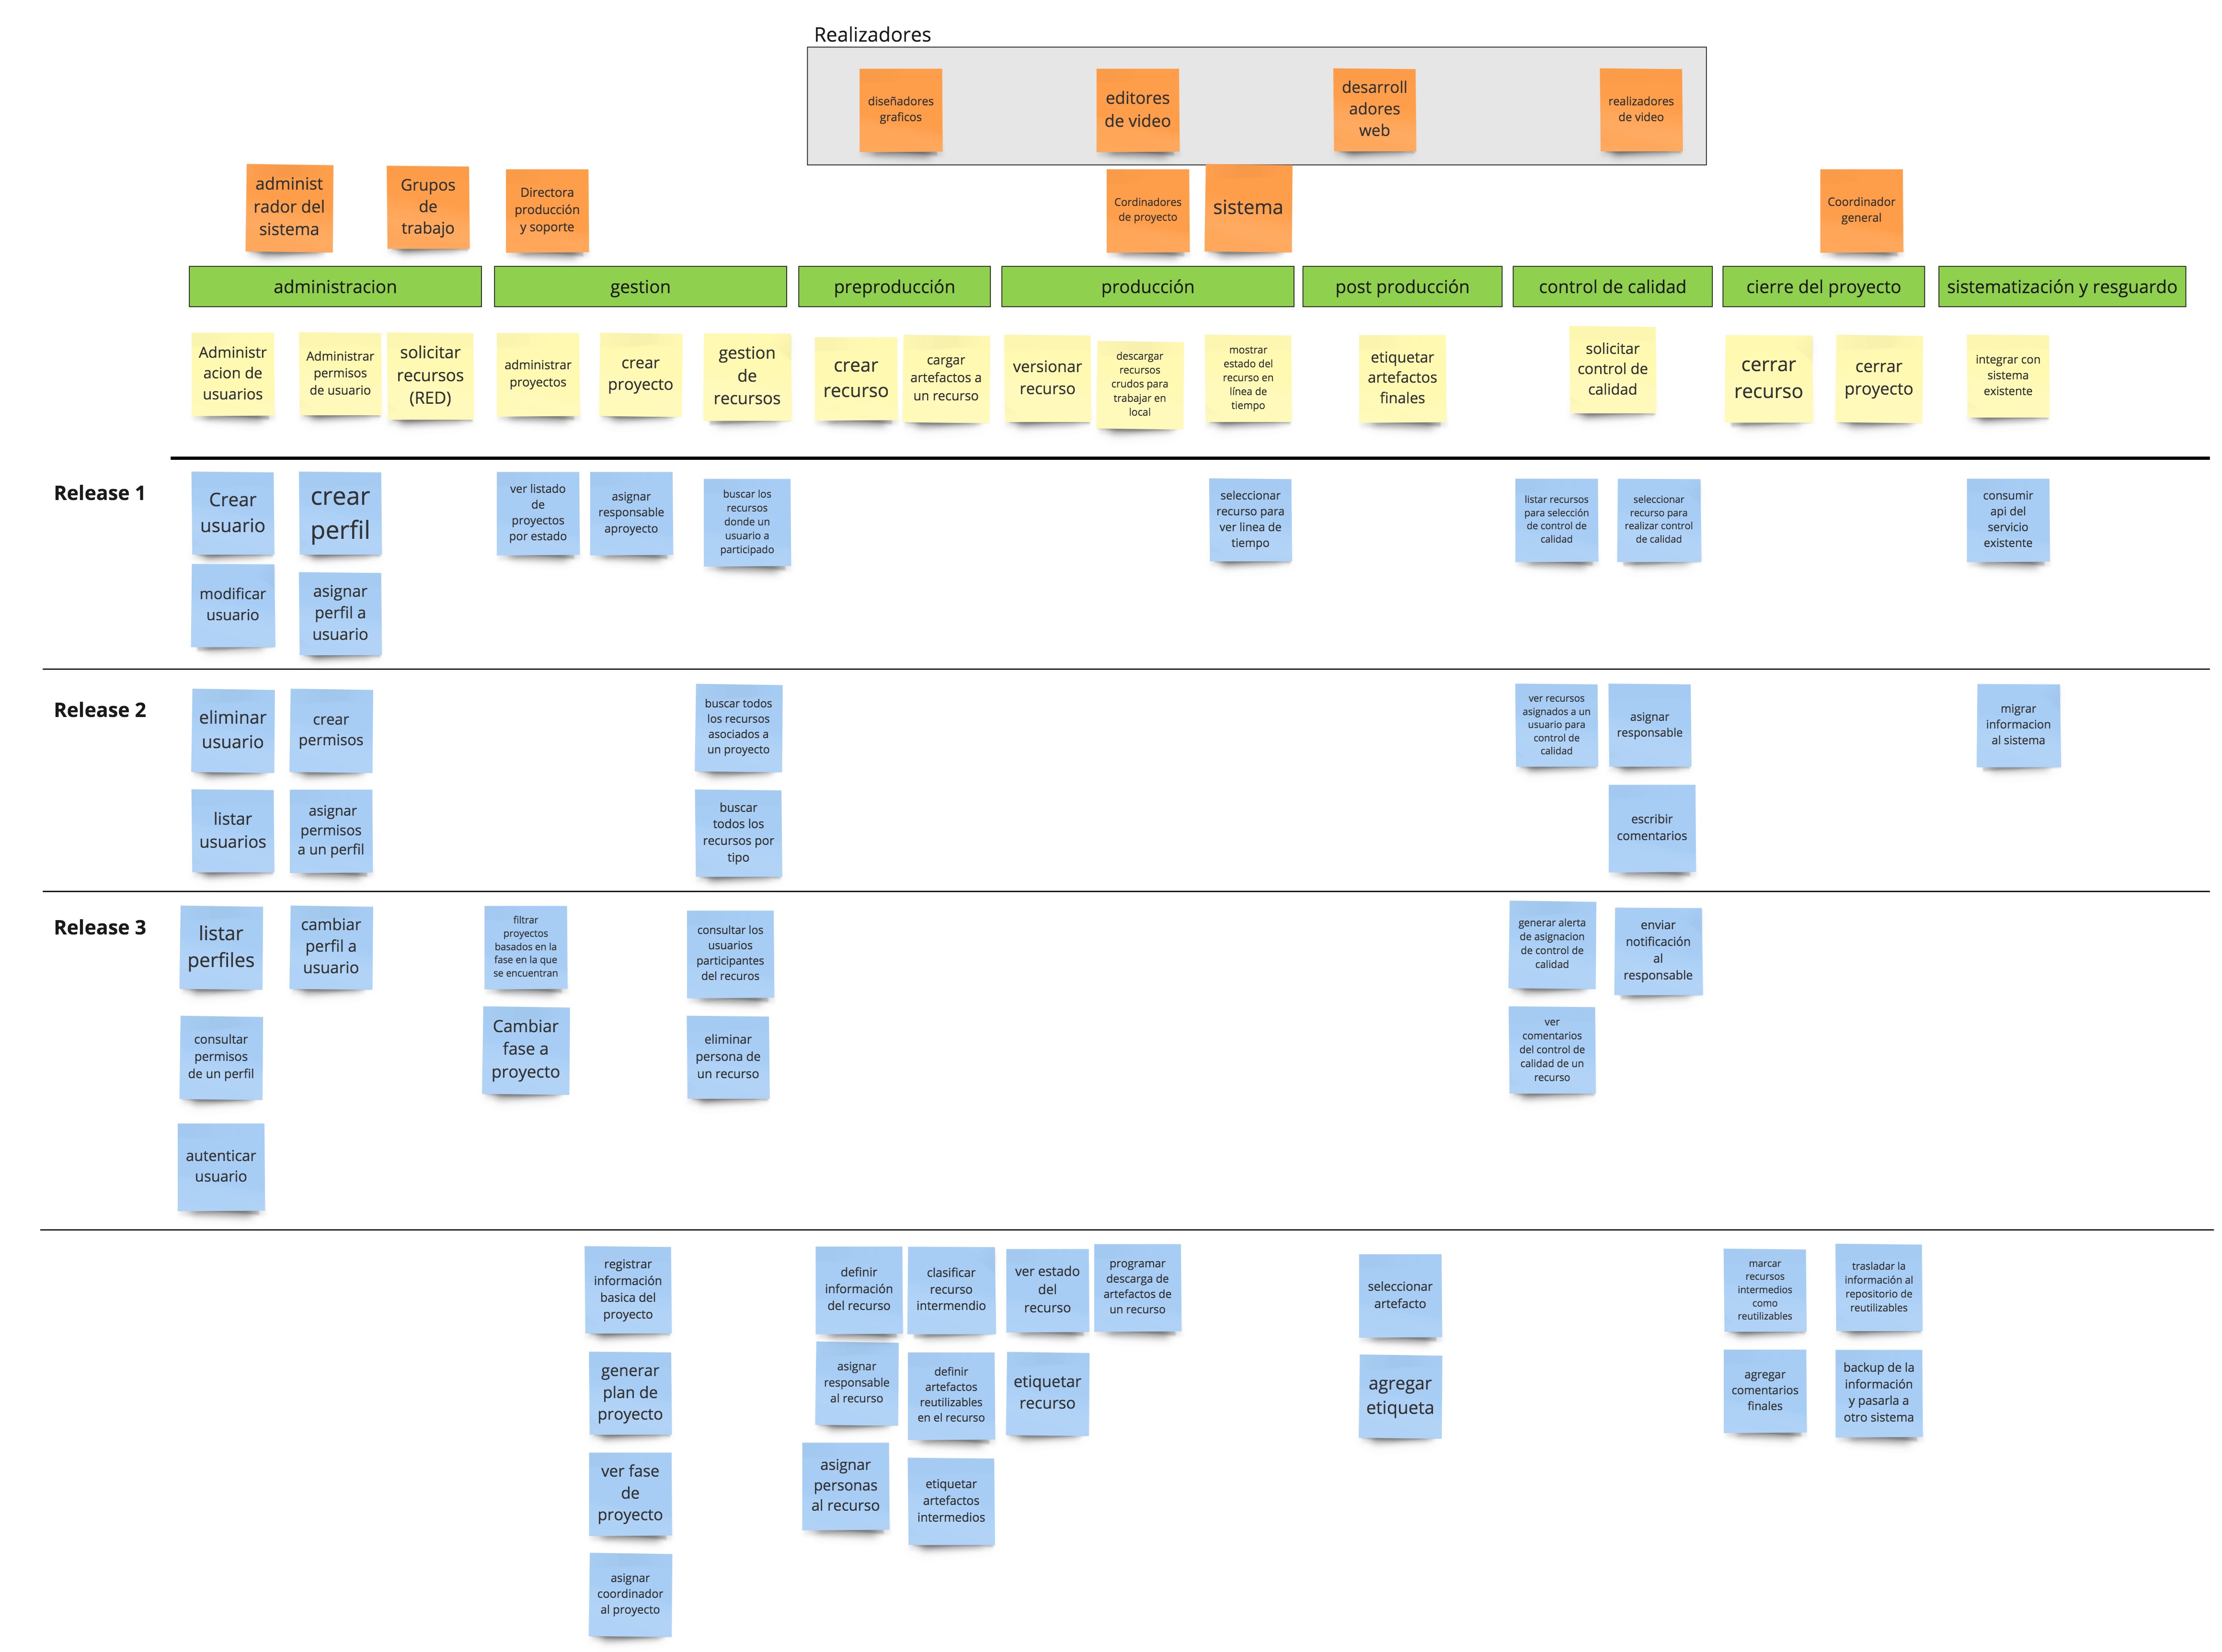 Realizadores
diseñadores
graficos
editores
de video
desarroll
adores
web
realizadores
de video
administ
rador del
sistema
Grupos
de
trabajo
Directora
producción
y soporte
Cordinadores
de proyecto
sistema
Coordinador
general
administracion
gestion
preproducción
producción
post producción
control de calidad
cierre del proyecto
sistematización y resguardo
Administr
acion de
usuarios
Administrar
permisos
de usuario
solicitar
recursos
(RED)
administrar
proyectos
crear
proyecto
gestion
de
recursos
crear
recurso
cargar
artefactos a
un recurso
versionar
recurso
descargar
recursos
crudos para
trabajar en
local
mostrar
estado del
recurso en
línea de
tiempo
etiquetar
artefactos
finales
solicitar
control de
calidad
cerrar
recurso
cerrar
proyecto
integrar con
sistema
existente
Release 1
Crear
usuario
crear
perfil
ver listado
de
proyectos
por estado
asignar
responsable
aproyecto
buscar los
recursos
donde un
usuario a
participado
seleccionar
recurso para
ver linea de
tiempo
listar recursos
para selección
de control de
calidad
seleccionar
recurso para
realizar control
de calidad
consumir
api del
servicio
existente
modificar
usuario
asignar
perfil a
usuario
Release 2
eliminar
usuario
crear
permisos
buscar todos
los recursos
asociados a
un proyecto
ver recursos
asignados a un
usuario para
control de
calidad
asignar
responsable
migrar
informacion
al sistema
listar
usuarios
asignar
permisos
a un perfil
buscar
todos los
recursos por
tipo
escribir
comentarios
Release 3
listar
perfiles
cambiar
perfil a
usuario
filtrar
proyectos
basados en la
fase en la que
se encuentran
consultar los
usuarios
participantes
del recuros
generar alerta
de asignacion
de control de
calidad
enviar
notificación
al
responsable
consultar
permisos
de un perfil
Cambiar
fase a
proyecto
eliminar
persona de
un recurso
ver
comentarios
del control de
calidad de un
recurso
autenticar
usuario
registrar
información
basica del
proyecto
definir
información
del recurso
clasificar
recurso
intermendio
ver estado
del
recurso
programar
descarga de
artefactos de
un recurso
seleccionar
artefacto
marcar
recursos
intermedios
como
reutilizables
trasladar la
información al
repositorio de
reutilizables
generar
plan de
proyecto
asignar
responsable
al recurso
definir
artefactos
reutilizables
en el recurso
etiquetar
recurso
agregar
etiqueta
agregar
comentarios
finales
backup de la
información
y pasarla a
otro sistema
ver fase
de
proyecto
asignar
personas
al recurso
etiquetar
artefactos
intermedios
asignar
coordinador
al proyecto